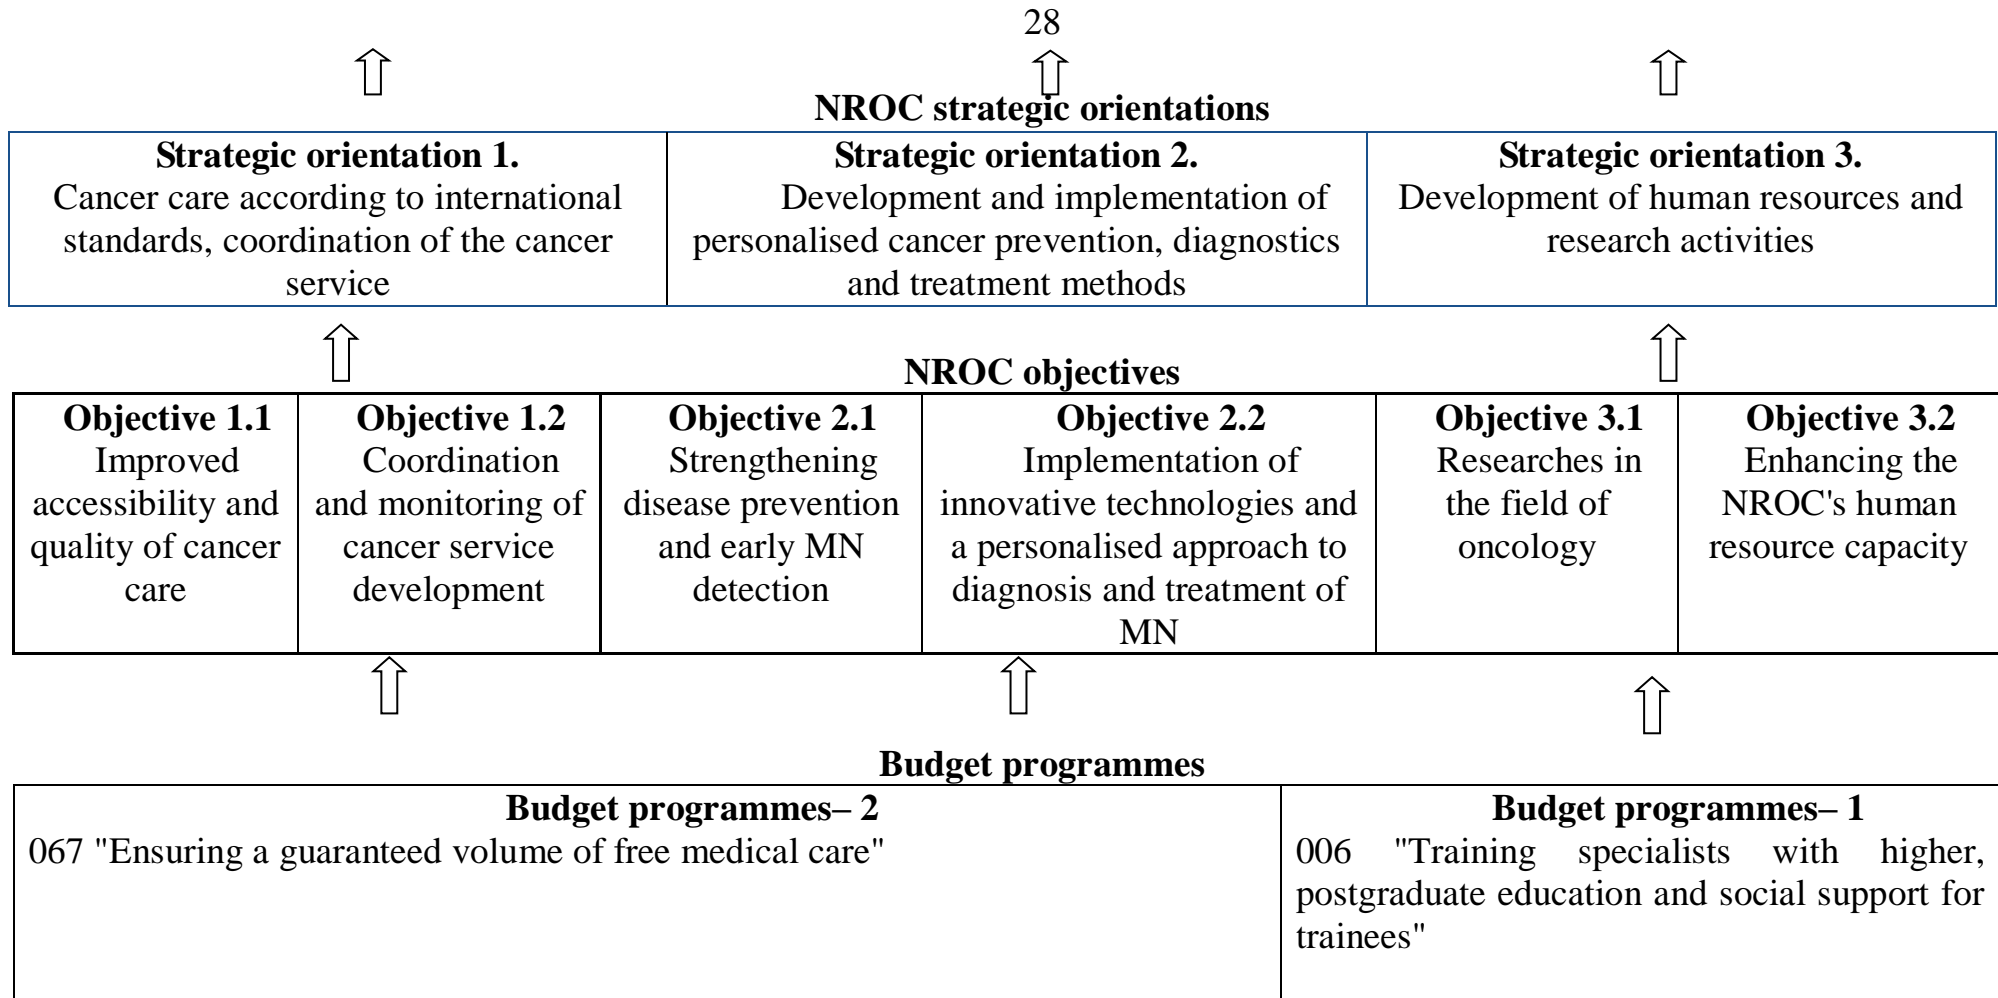 28
NROC strategic orientations
Strategic orientation 1.
Cancer care according to international
standards, coordination of the cancer
service
Strategic orientation 2.
Development and implementation of
personalised cancer prevention, diagnostics
and treatment methods
Strategic orientation 3.
Development of human resources and
research activities
NROC objectives
Objective 1.1
Improved
accessibility and
quality of cancer
care
Objective 1.2
Coordination
and monitoring of
cancer service
development
Objective 2.1
Strengthening
disease prevention
and early MN
detection
Objective 2.2
Implementation of
innovative technologies and
a personalised approach to
diagnosis and treatment of
MN
Objective 3.1
Researches in
the field of
oncology
Objective 3.2
Enhancing the
NROC's human
resource capacity
Budget programmes
Budget programmes– 2
067 "Ensuring a guaranteed volume of free medical care"
Budget programmes– 1
006 "Training specialists with higher,
postgraduate education and social support for
trainees"